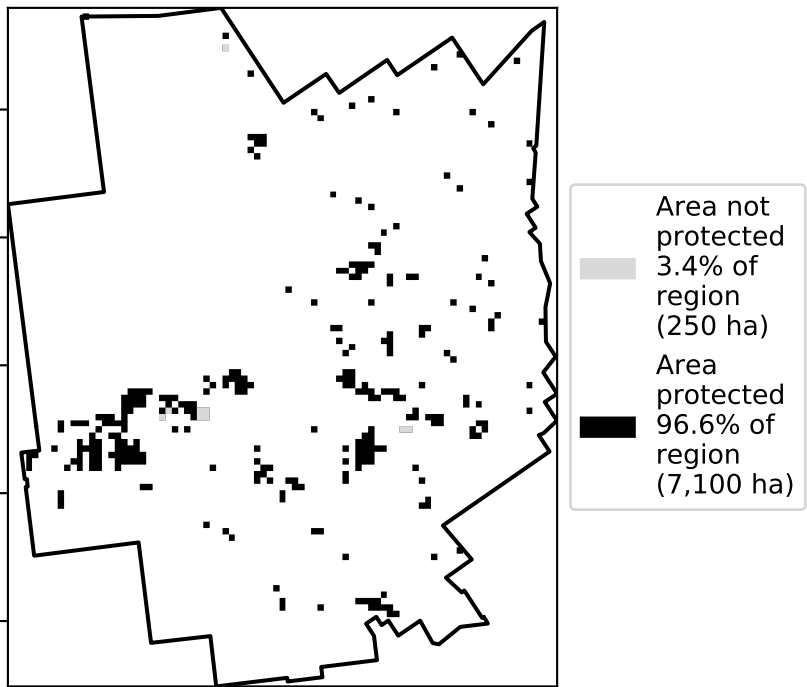 Area not
protected
3.4% of
region
(250 ha)
Area
protected
96.6% of
region
(7,100 ha)